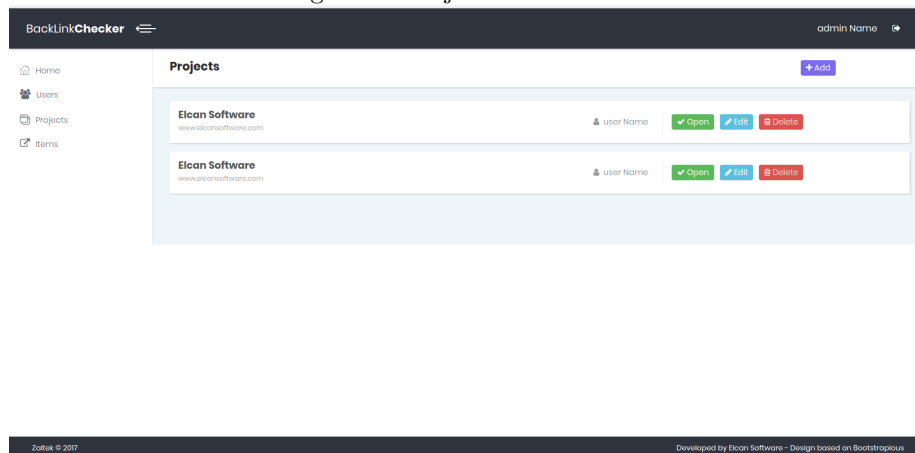 BackLinkChecker
admin Name
Home
Users
Projects
Items
Projects
Add
Elcan Software
www.elcansoftware.com
user Name
Open
Edit
Delete
Elcan Software
www.elcansoftware.com
user Name
Open
Edit
Delete
Zaitek © 2017
Developed by Elcan Software - Design based on Bootstrapious